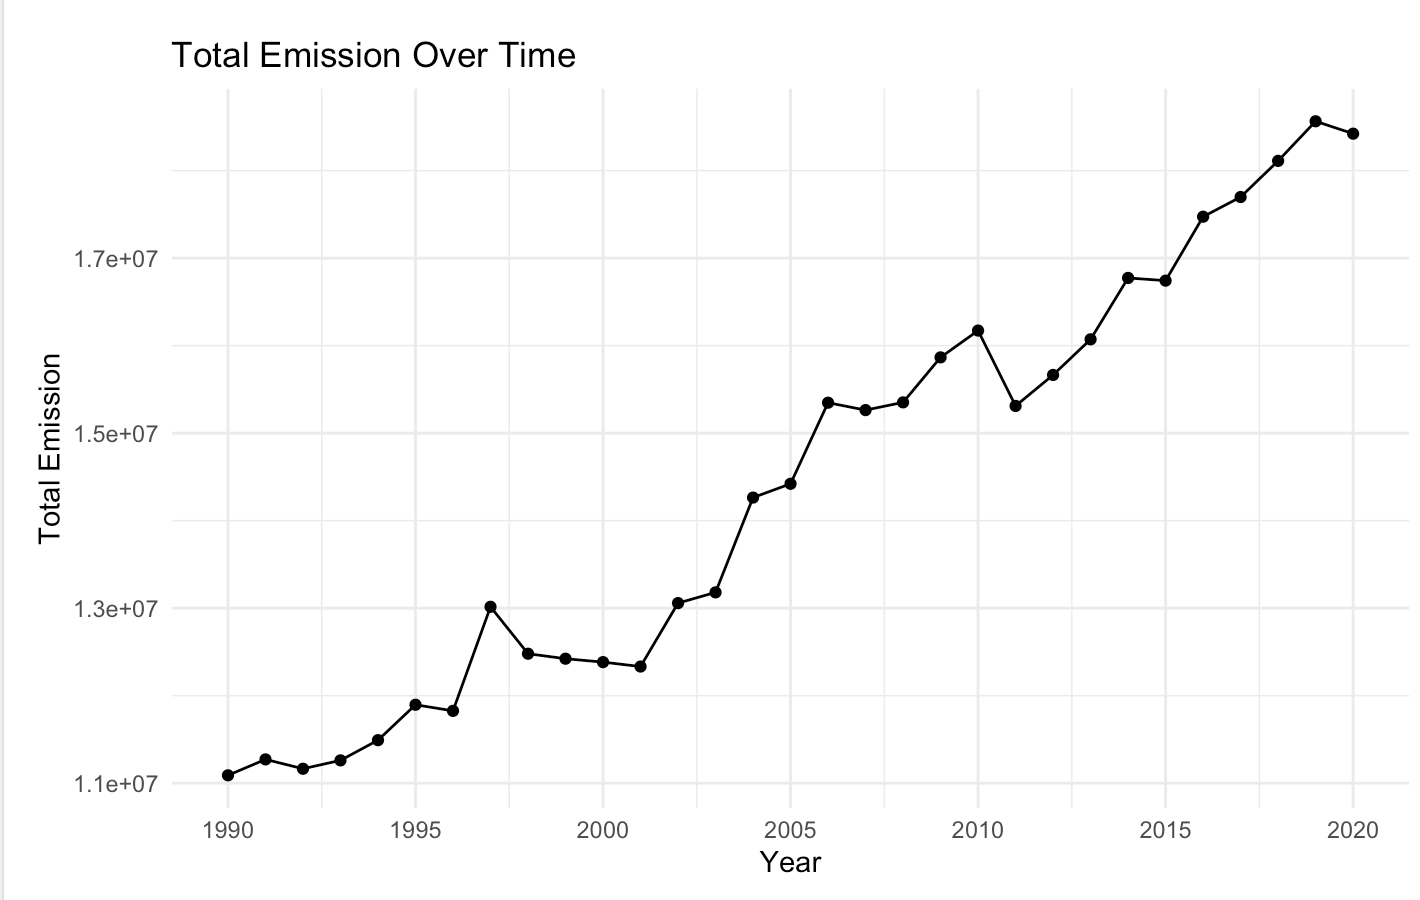 Total Emission Over Time
Total Emission
1.7e+07
1.5e+07
1.3e+07
1.1e+07
1990 1995 2000 2005 2010 2015 2020
Year